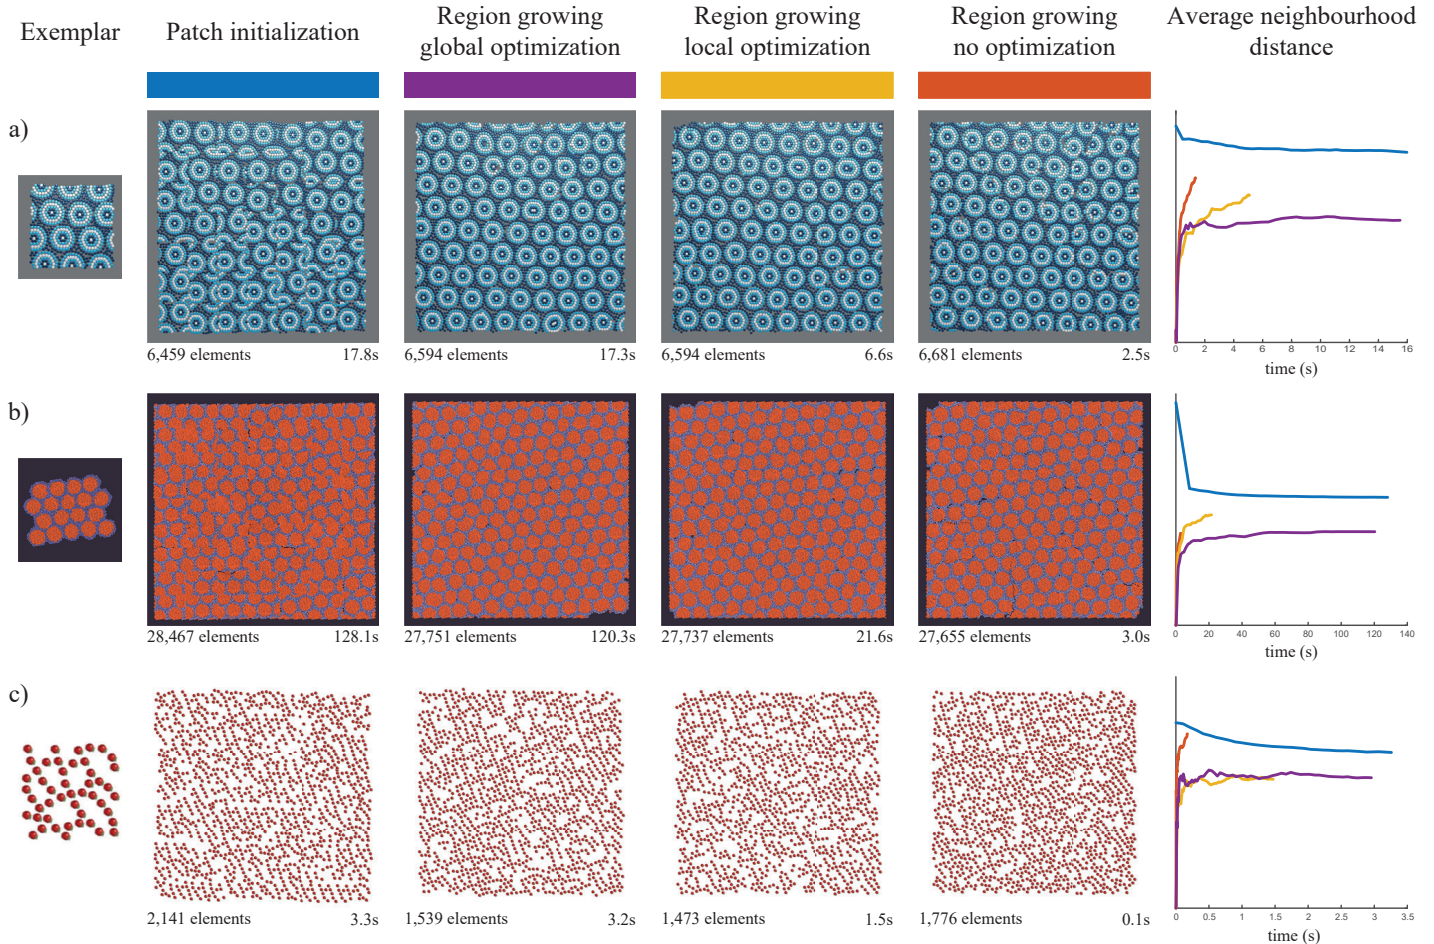 Exemplar
Patch initialization
Region growing
global optimization
Region growing
local optimization
Region growing
no optimization
Average neighbourhood
distance
a)
6,459 elements 17.8s
6,594 elements 17.3s
6,594 elements 6.6s
6,681 elements 2.5s
0 2 4 6 8 10 12 14 16
time (s)
b)
28,467 elements 128.1s
27,751 elements 120.3s
27,737 elements 21.6s
27,655 elements 3.0s
0 20 40 60 80 100 120 140
time (s)
c)
2,141 elements 3.3s
1,539 elements 3.2s
1,473 elements 1.5s
1,776 elements 0.1s
0 0.5 1 1.5 2 2.5 3 3.5
time (s)